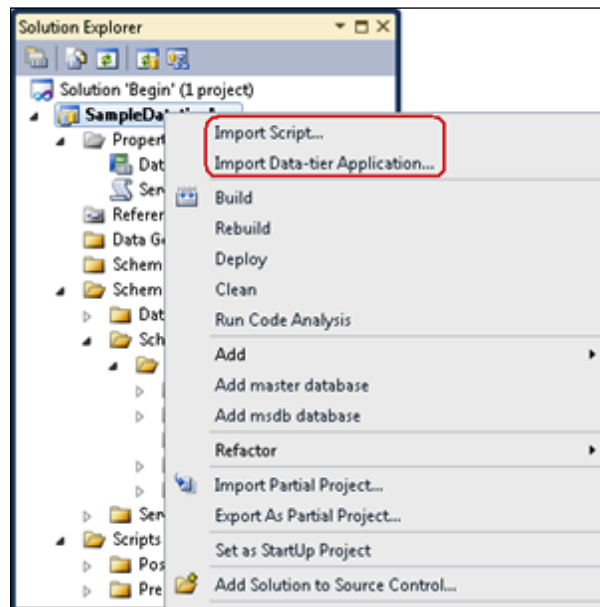 Solution Explorer
Solution 'Begin' (1 project)
Import Script...
Import Data-tier Application...
Build
Rebuild
Data
Deploy
Clean
Run Code Analysis
Add
Add master database
Add msdb database
Refactor
Import Partial Project...
Export As Partial Project...
Scripts
Set as StartUp Project
Add Solution to Source Control...